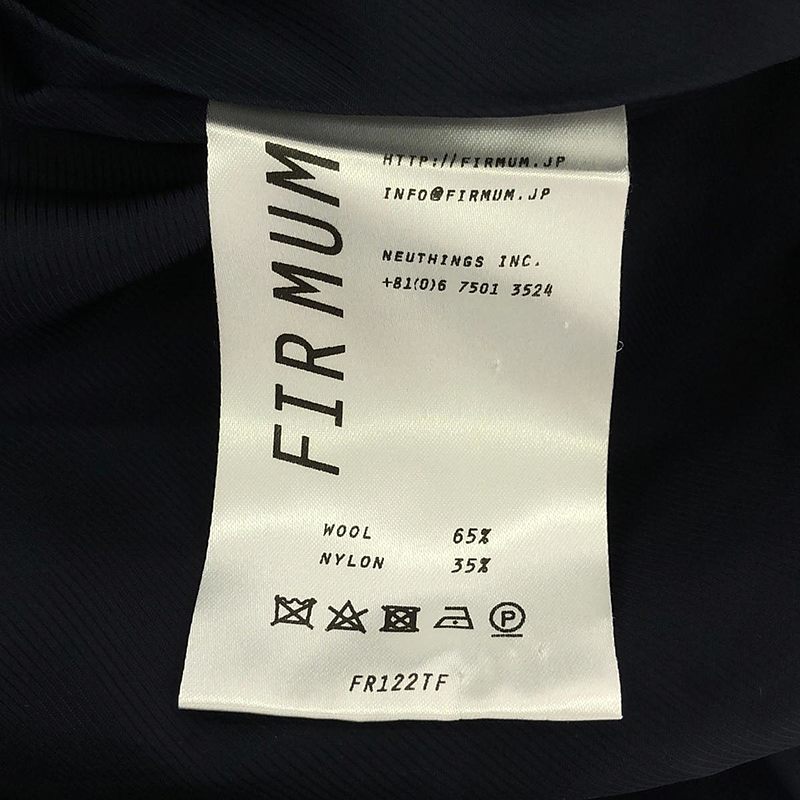 FIRMUM
HTTP://FIRMUM.JP
INFO@FIRMUM.JP
NEUTHINGS INC.
+81(0)6 7501 3524
WOOL 65%
NYLON 35%
P
FR122TF